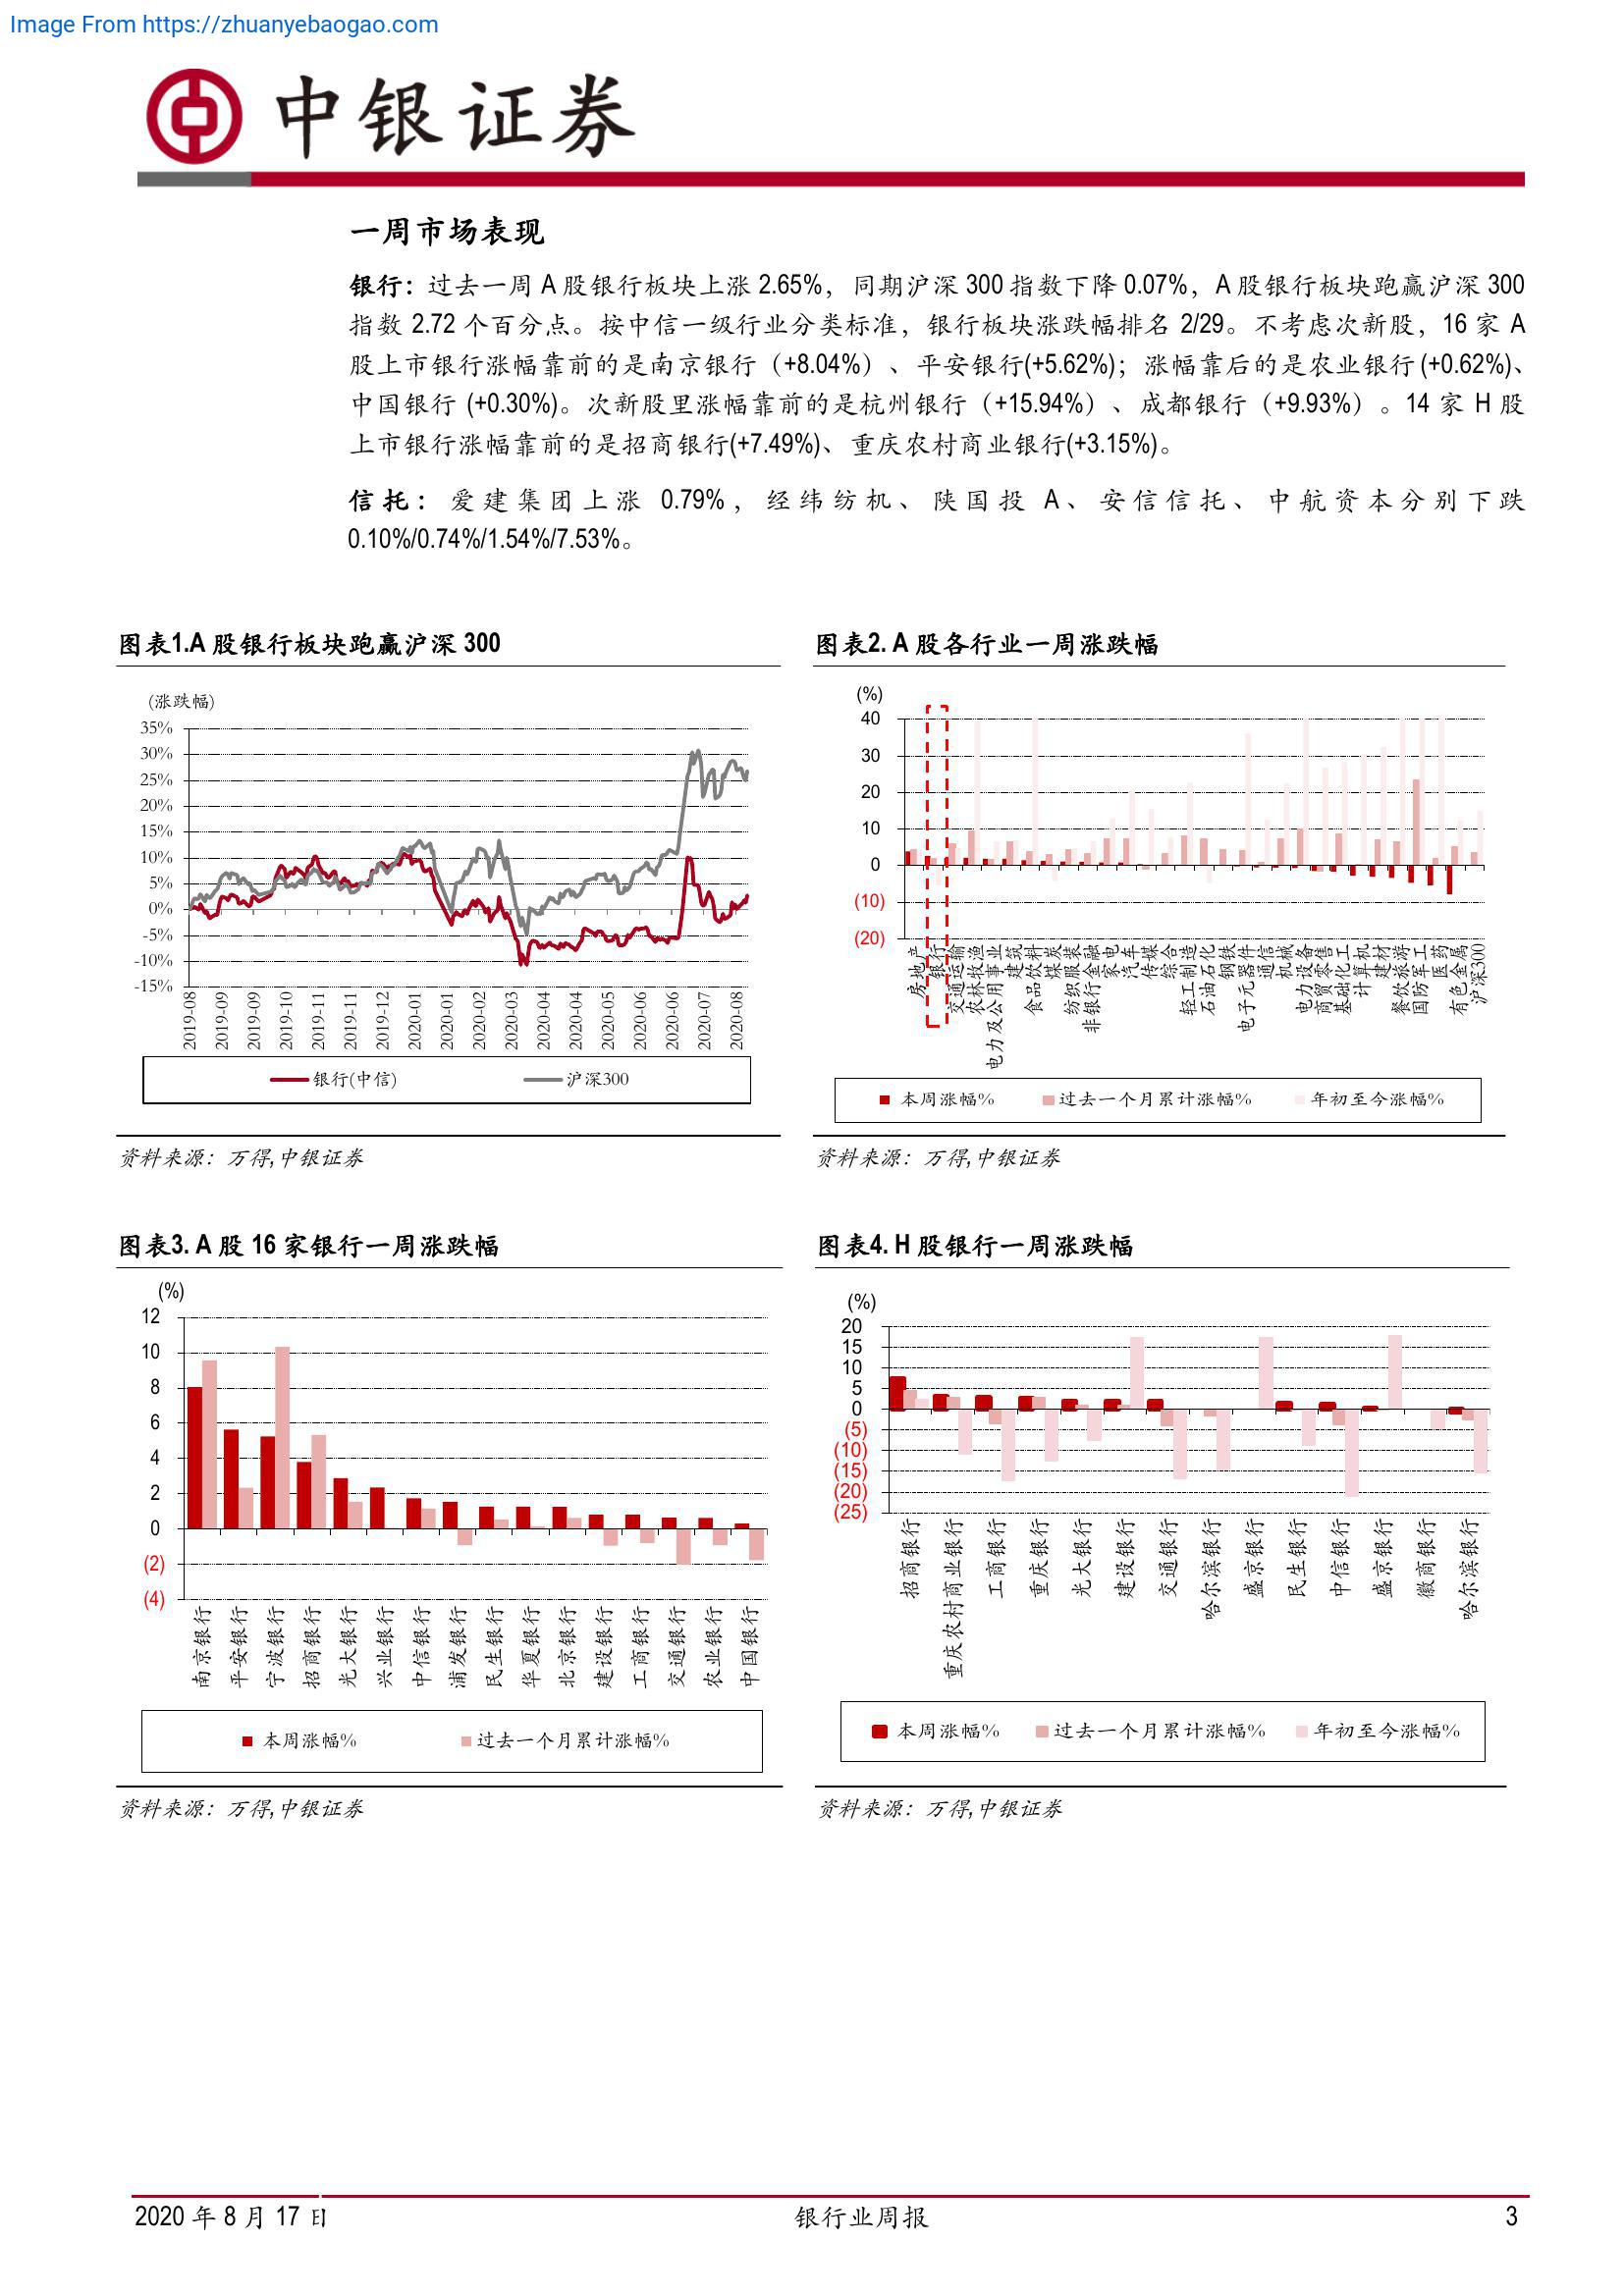 Image From https://zhuanyebaogao.com
中银证券
一周市场表现
银行：过去一周 A 股银行板块上涨 2.65%，同期沪深 300 指数下降 0.07%，A 股银行板块跑赢沪深 300
指数 2.72 个百分点。按中信一级行业分类标准，银行板块涨跌幅排名 2/29。不考虑次新股，16 家 A
股上市银行涨幅靠前的是南京银行（+8.04%）、平安银行(+5.62%)；涨幅靠后的是农业银行 (+0.62%)、
中国银行 (+0.30%)。次新股里涨幅靠前的是杭州银行（+15.94%）、成都银行（+9.93%）。14 家 H 股
上市银行涨幅靠前的是招商银行(+7.49%)、重庆农村商业银行(+3.15%)。
信托：爱建集团上涨 0.79%，经纬纺机、陕国投 A、安信信托、中航资本分别下跌
0.10%/0.74%/1.54%/7.53%。
图表1.A 股银行板块跑赢沪深 300
(涨跌幅)
35%
30%
25%
20%
15%
10%
5%
0%
-5%
-10%
-15%
2019-08
2019-09
2019-09
2019-10
2019-11
2019-11
2019-12
2020-01
2020-01
2020-02
2020-03
2020-04
2020-04
2020-05
2020-06
2020-06
2020-07
2020-08
银行(中信) 沪深300
资料来源：万得,中银证券
图表2. A 股各行业一周涨跌幅
(%)
40
30
20
10
0
(10)
(20)
房地产
银行
交通运输
农林牧渔
电力及公用事业
建筑
食品饮料
煤炭
纺织服装
非银行金融
家电
汽车
传媒
综合
轻工制造
石油石化
钢铁
电子元器件
通信
机械
电力设备
商贸零售
基础化工
计算机
建材
餐饮旅游
国防军工
医药
有色金属
沪深300
本周涨幅% 过去一个月累计涨幅% 年初至今涨幅%
资料来源：万得,中银证券
图表3. A 股 16 家银行一周涨跌幅
(%)
12
10
8
6
4
2
0
(2)
(4)
南京银行
平安银行
宁波银行
招商银行
光大银行
兴业银行
中信银行
浦发银行
民生银行
华夏银行
北京银行
建设银行
工商银行
交通银行
农业银行
中国银行
本周涨幅% 过去一个月累计涨幅%
资料来源：万得,中银证券
图表4. H 股银行一周涨跌幅
(%)
20
15
10
5
0
(5)
(10)
(15)
(20)
(25)
招商银行
重庆农村商业银行
工商银行
重庆银行
光大银行
建设银行
交通银行
哈尔滨银行
盛京银行
民生银行
中信银行
盛京银行
徽商银行
哈尔滨银行
本周涨幅% 过去一个月累计涨幅% 年初至今涨幅%
资料来源：万得,中银证券
2020 年 8 月 17 日 银行业周报 3